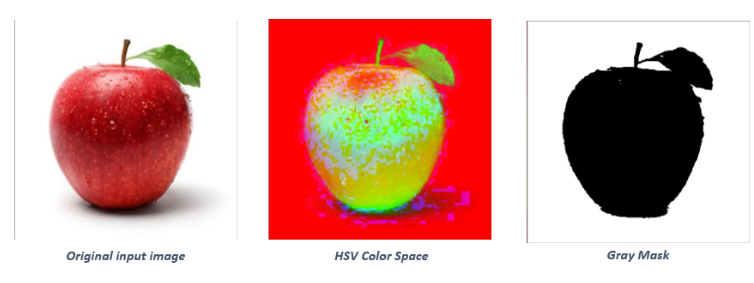 Original input image
HSV Color Space
Gray Mask